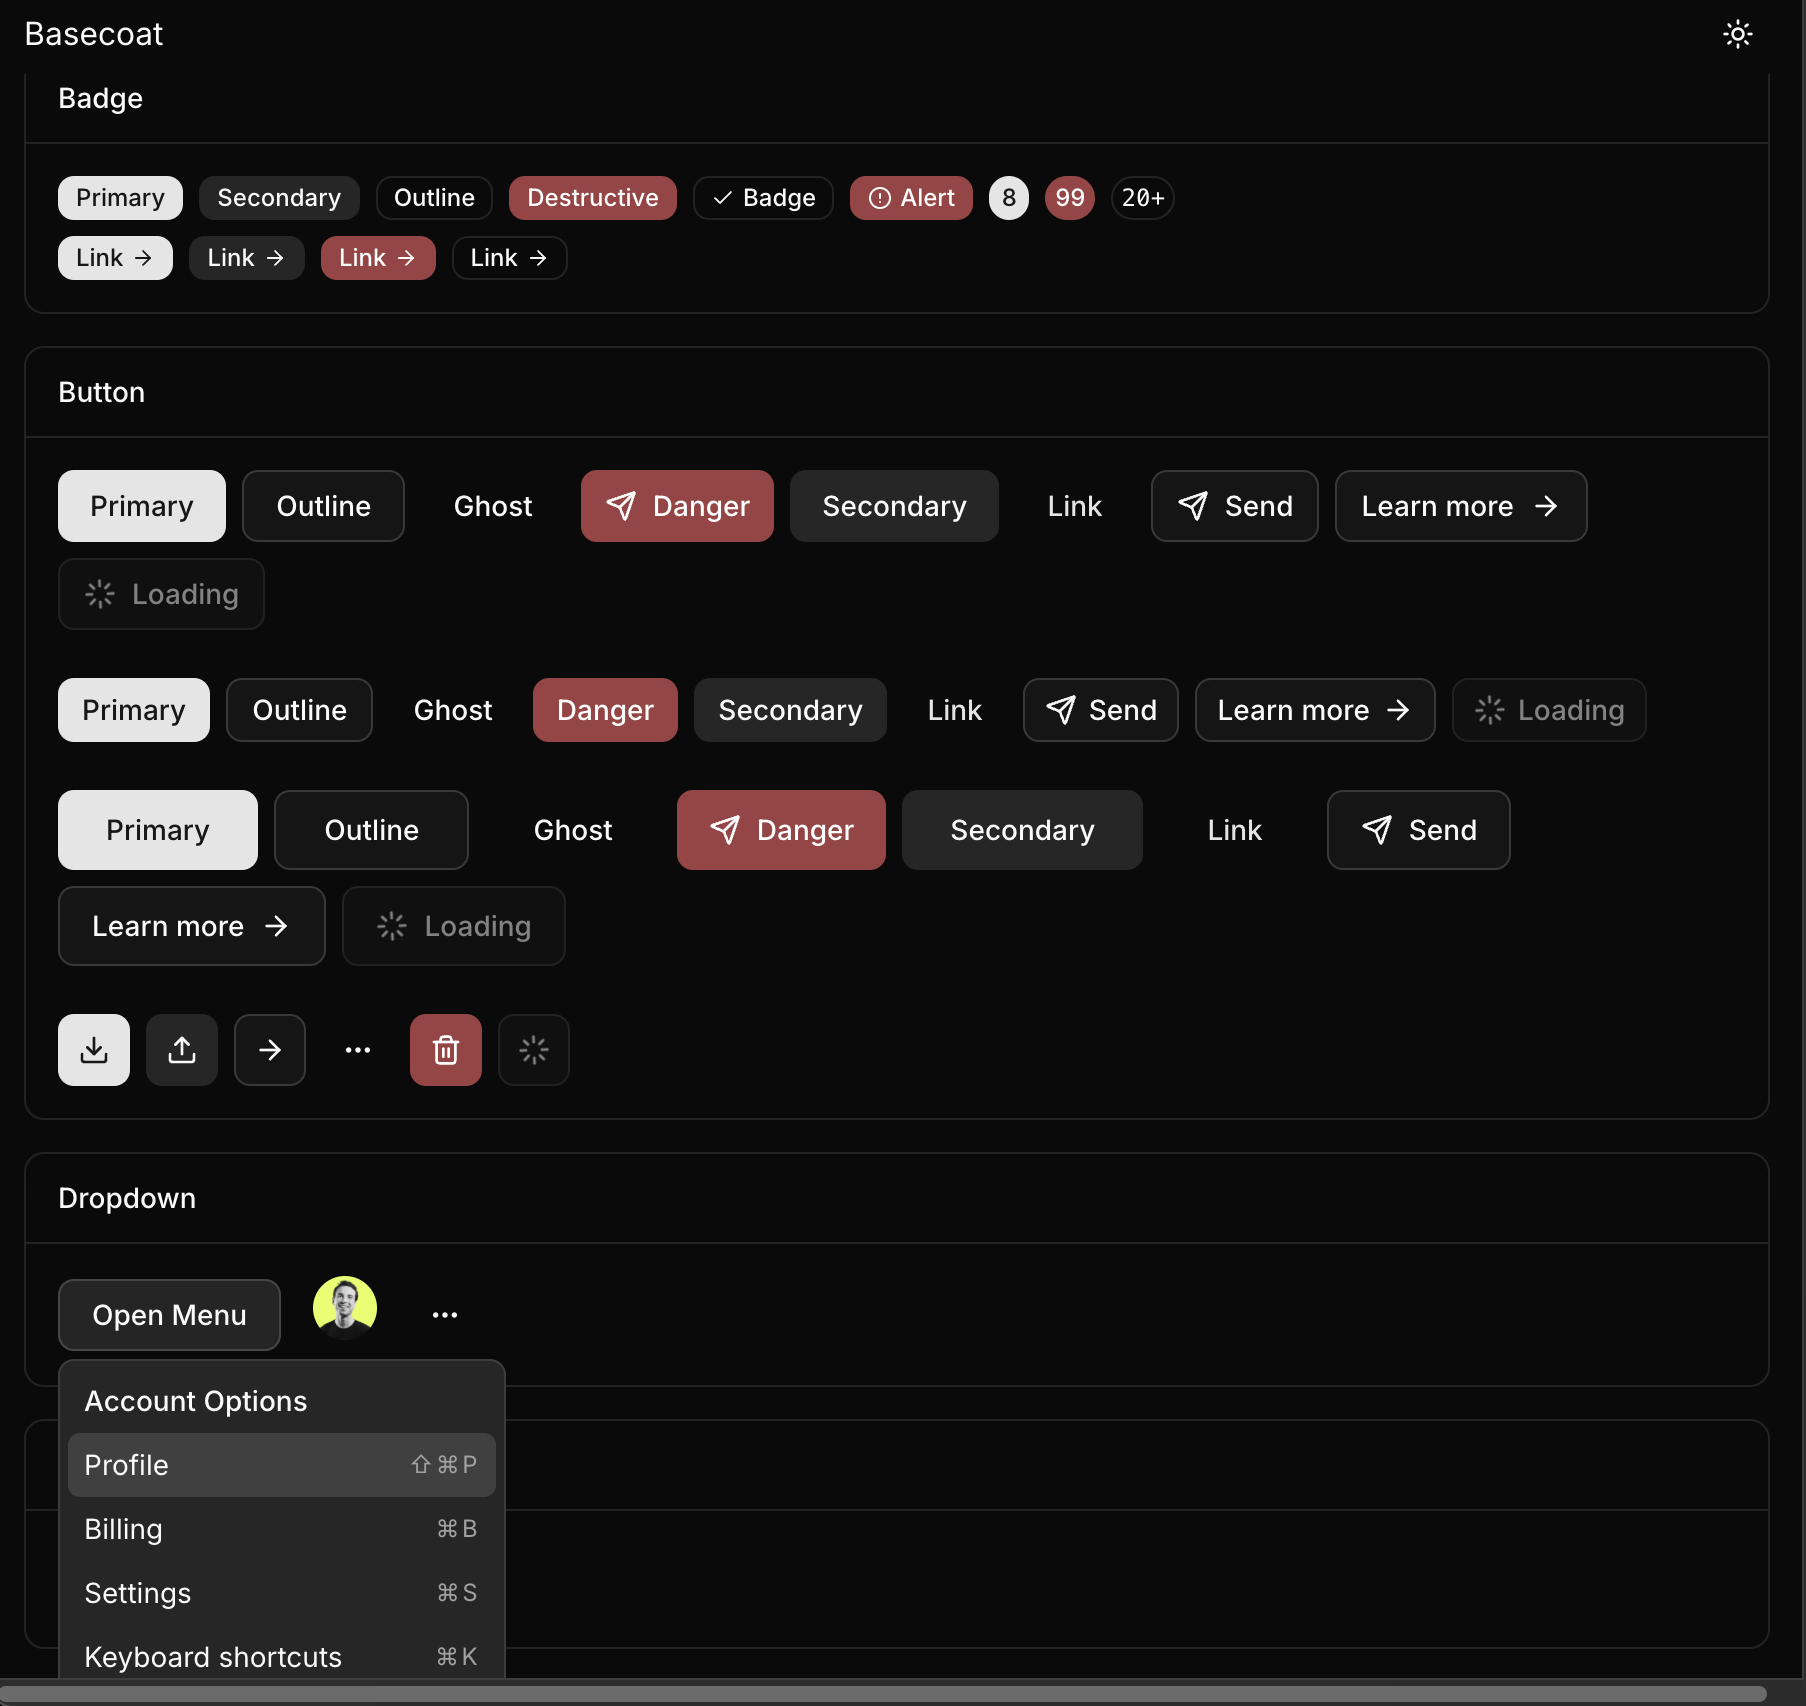 Basecoat
Badge
Primary Secondary Outline Destructive Badge Alert 8 99 20+
Link → Link → Link → Link →
Button
Primary Outline Ghost Danger Secondary Link Send Learn more →
Loading
Primary Outline Ghost Danger Secondary Link Send Learn more → Loading
Primary Outline Ghost Danger Secondary Link Send
Learn more → Loading
Dropdown
Open Menu
Account Options
Profile ⇧⌘P
Billing ⌘B
Settings ⌘S
Keyboard shortcuts ⌘K